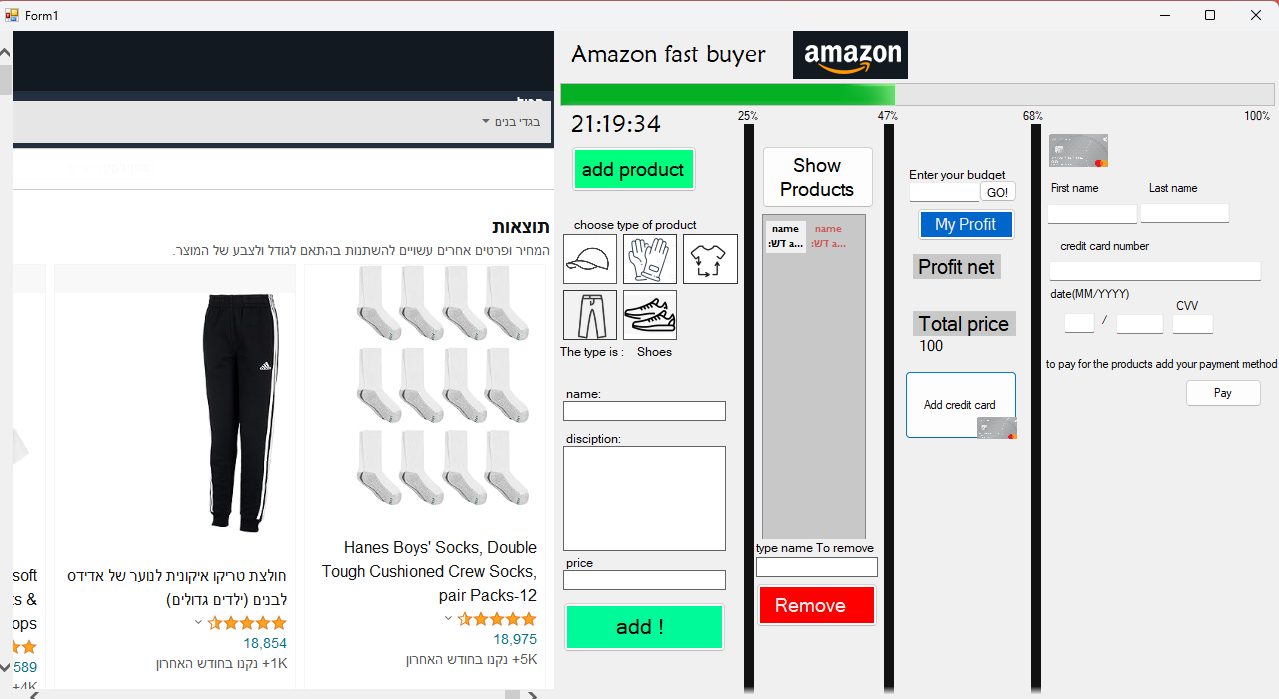 Form1
Amazon fast buyer
amazon
בגדי בנים
21:19:34
25%
47%
68%
100%
add product
תוצאות
המחיר ופרטים אחרים עשויים להשתנות בהתאם לגודל ולצבע של המוצר.
choose type of product
The type is : Shoes
name:
disciption:
price
add !
Show
Products
name
דש: a...
name
דש: a...
type name To remove
Remove
Enter your budget
GO!
My Profit
Profit net
Total price
100
Add credit card
First name
Last name
credit card number
date(MM/YYYY)
/
CVV
to pay for the products add your payment method
Pay
Hanes Boys' Socks, Double
Tough Cushioned Crew Socks,
pair Packs-12
18,975
5K+ נקנו בחודש האחרון
חולצת טריקו איקונית לנוער של אדידס
לבנים (ילדים גדולים)
18,854
1K+ נקנו בחודש האחרון
soft
&
ops
589